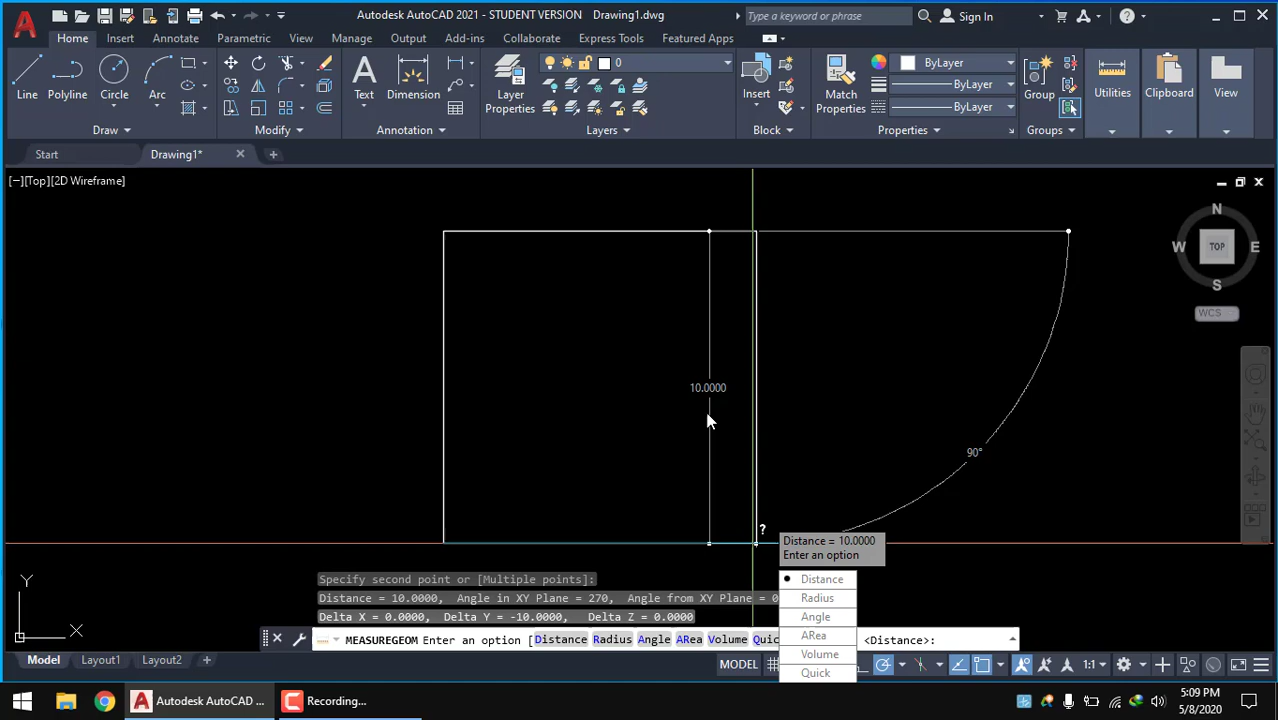 Autodesk AutoCAD 2021 - STUDENT VERSION Drawing1.dwg
Type a keyword or phrase
Sign In
Home Insert Annotate Parametric View Manage Output Add-ins Collaborate Express Tools Featured Apps
Line Polyline Circle Arc
Text Dimension
Layer Properties
0
Insert
Match Properties
ByLayer
ByLayer
ByLayer
Group
Utilities
Clipboard
View
Draw Modify Annotation Layers Block Properties Groups
Start Drawing1*
[−][Top][2D Wireframe]
N
W TOP E
S
WCS
10.0000
90°
?
Distance = 10.0000
Enter an option
Distance
Radius
Angle
ARea
Volume
Quick
Y
X
Specify second point or [Multiple points]:
Distance = 10.0000, Angle in XY Plane = 270, Angle from XY Plane = 0
Delta X = 0.0000, Delta Y = -10.0000, Delta Z = 0.0000
MEASUREGEOM Enter an option [Distance Radius Angle ARea Volume Quic <Distance>:
Model Layout1 Layout2
MODEL 1:1
Autodesk AutoCAD ... Recording...
5:09 PM
5/8/2020